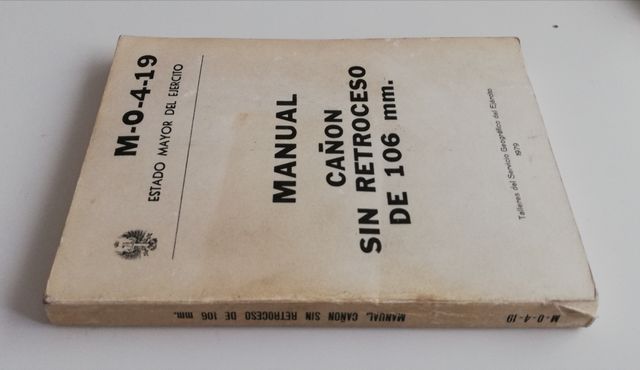 M-0-4-19
ESTADO MAYOR DEL EJERCITO
MANUAL
CAÑON
SIN RETROCESO
DE 106 mm.
Talleres del Servicio Geográfico del Ejército
1979
MANUAL. CAÑON SIN RETROCESO DE 106 mm.
M-0-4-19